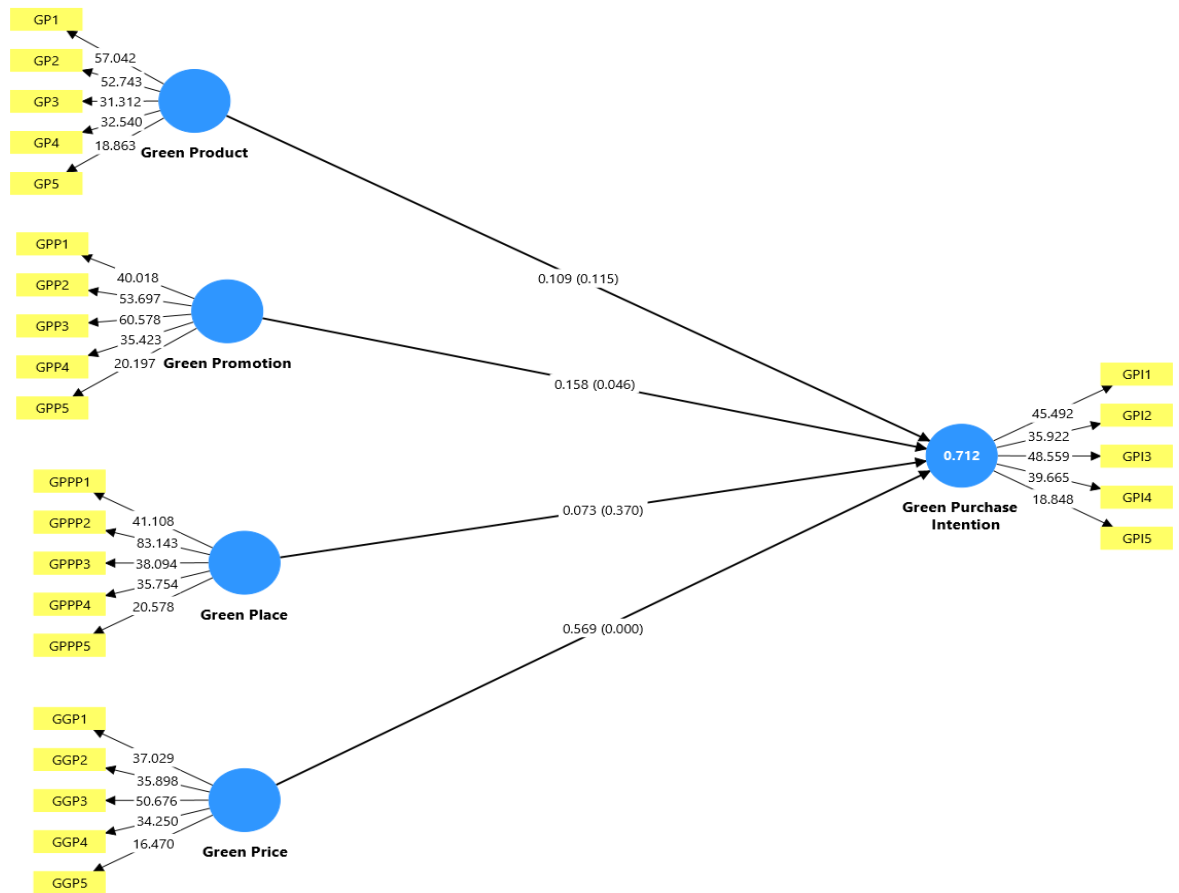 GP1
57.042
GP2
52.743
GP3
31.312
32.540
GP4
18.863
Green Product
GP5
GPP1
40.018
GPP2
53.697
GPP3
60.578
35.423
GPP4
20.197
Green Promotion
GPP5
GPPP1
41.108
GPPP2
83.143
GPPP3
38.094
35.754
GPPP4
20.578
Green Place
GPPP5
GGP1
37.029
GGP2
35.898
GGP3
50.676
34.250
GGP4
16.470
Green Price
GGP5
0.109 (0.115)
0.158 (0.046)
0.073 (0.370)
0.569 (0.000)
0.712
Green Purchase
Intention
GPI1
45.492
GPI2
35.922
48.559
GPI3
39.665
GPI4
18.848
GPI5